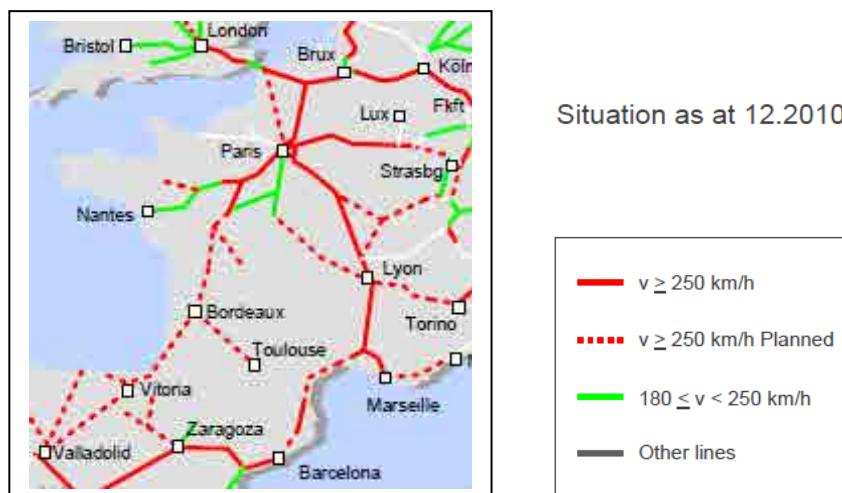 London
Bristol
Brux
Köln
Lux
Fkft
Paris
Strasbg
Nantes
Lyon
Bordeaux
Torino
Toulouse
Vitoria
Marseille
Zaragoza
Valladolid
Barcelona
Situation as at 12.2010
v ≥ 250 km/h
v ≥ 250 km/h Planned
180 ≤ v < 250 km/h
Other lines